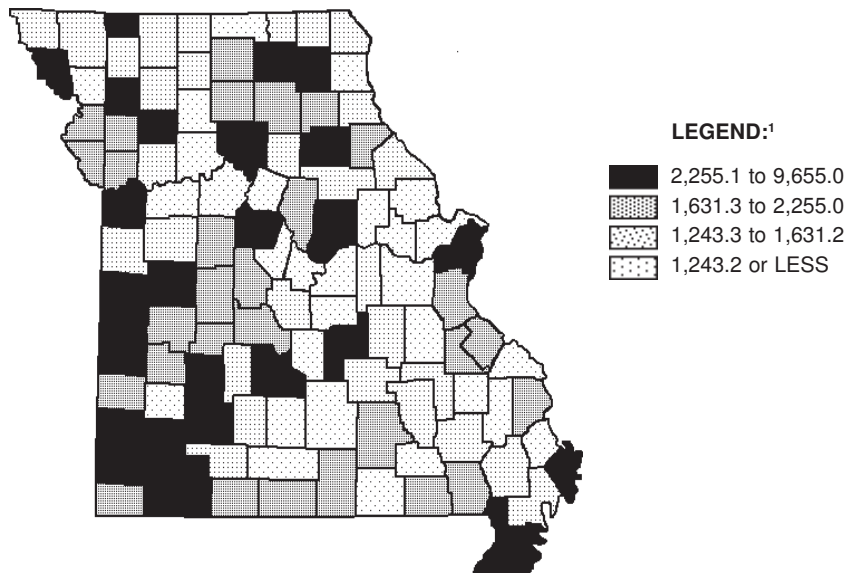 LEGEND:¹
2,255.1 to 9,655.0
1,631.3 to 2,255.0
1,243.3 to 1,631.2
1,243.2 or LESS